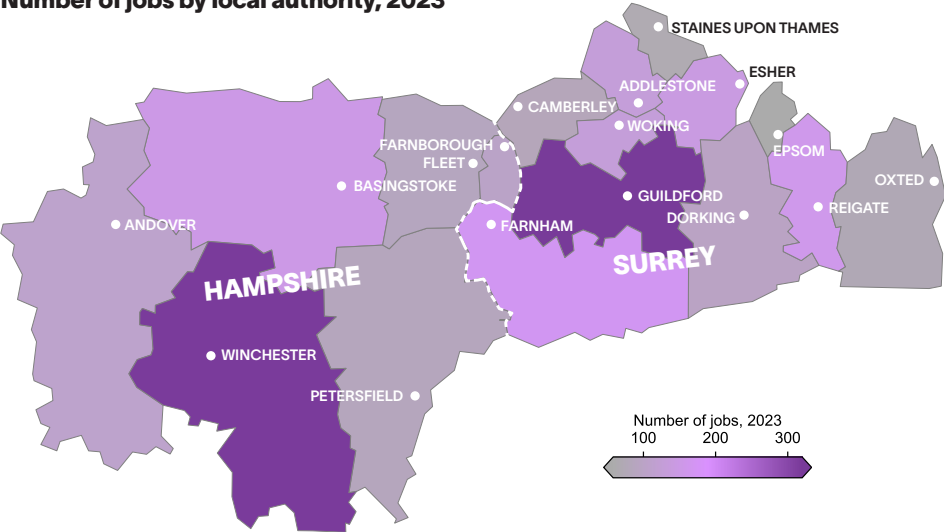 Number of jobs by local authority, 2023
STAINES UPON THAMES
ESHER
ADDLESTONE
CAMBERLEY
WOKING
FARNBOROUGH
FLEET
EPSOM
BASINGSTOKE
OXTED
GUILDFORD
REIGATE
DORKING
ANDOVER
FARNHAM
SURREY
HAMPSHIRE
WINCHESTER
PETERSFIELD
Number of jobs, 2023
100 200 300